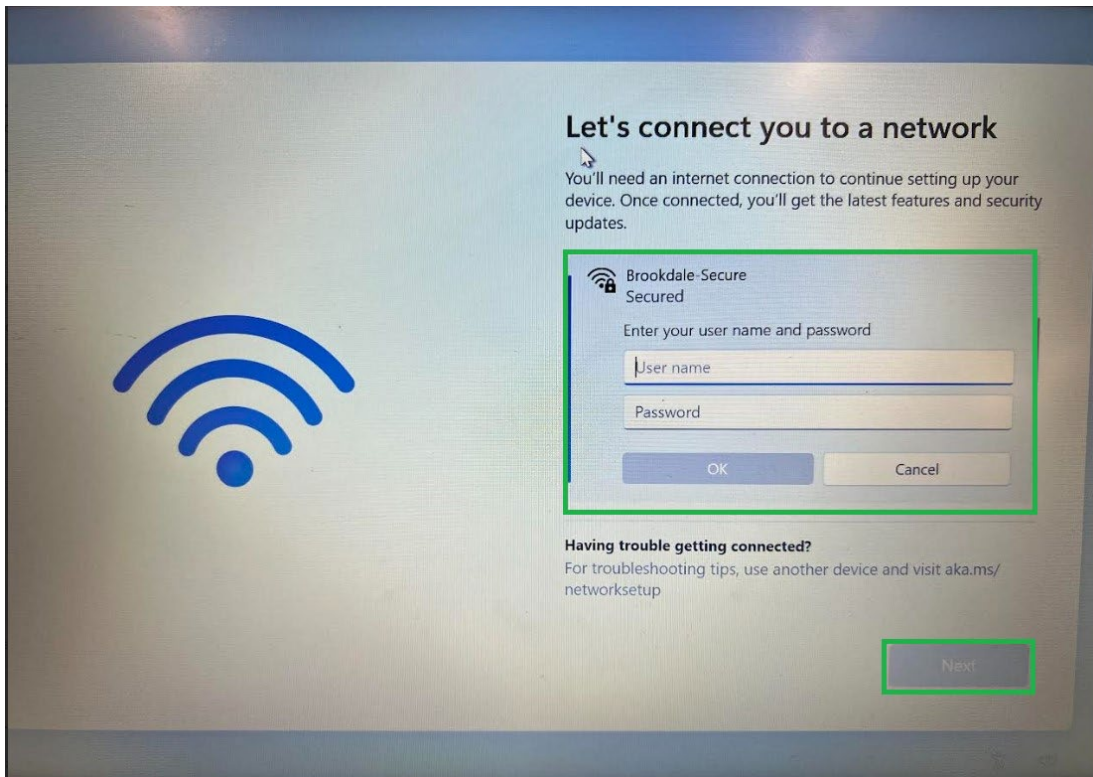 Let's connect you to a network
You'll need an internet connection to continue setting up your
device. Once connected, you'll get the latest features and security
updates.
Brookdale-Secure
Secured
Enter your user name and password
User name
Password
OK
Cancel
Having trouble getting connected?
For troubleshooting tips, use another device and visit aka.ms/
networksetup
Next